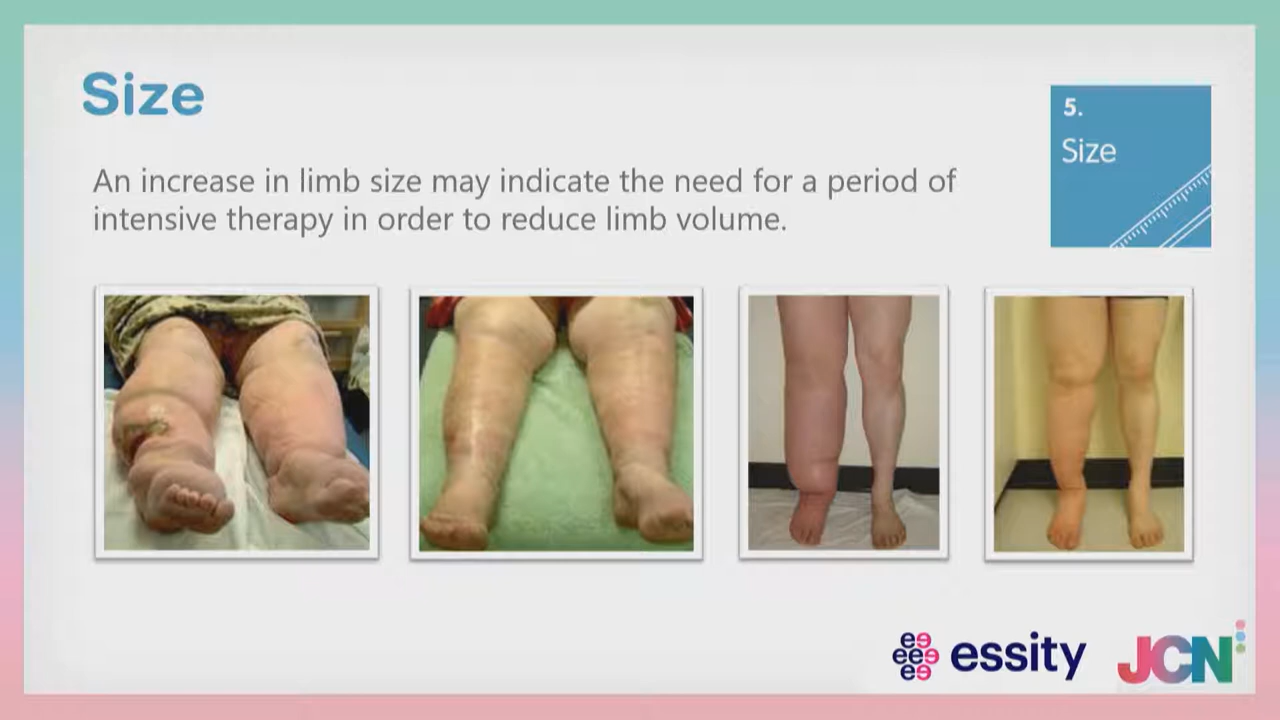 Size
5.
Size
An increase in limb size may indicate the need for a period of
intensive therapy in order to reduce limb volume.
essity
JCN